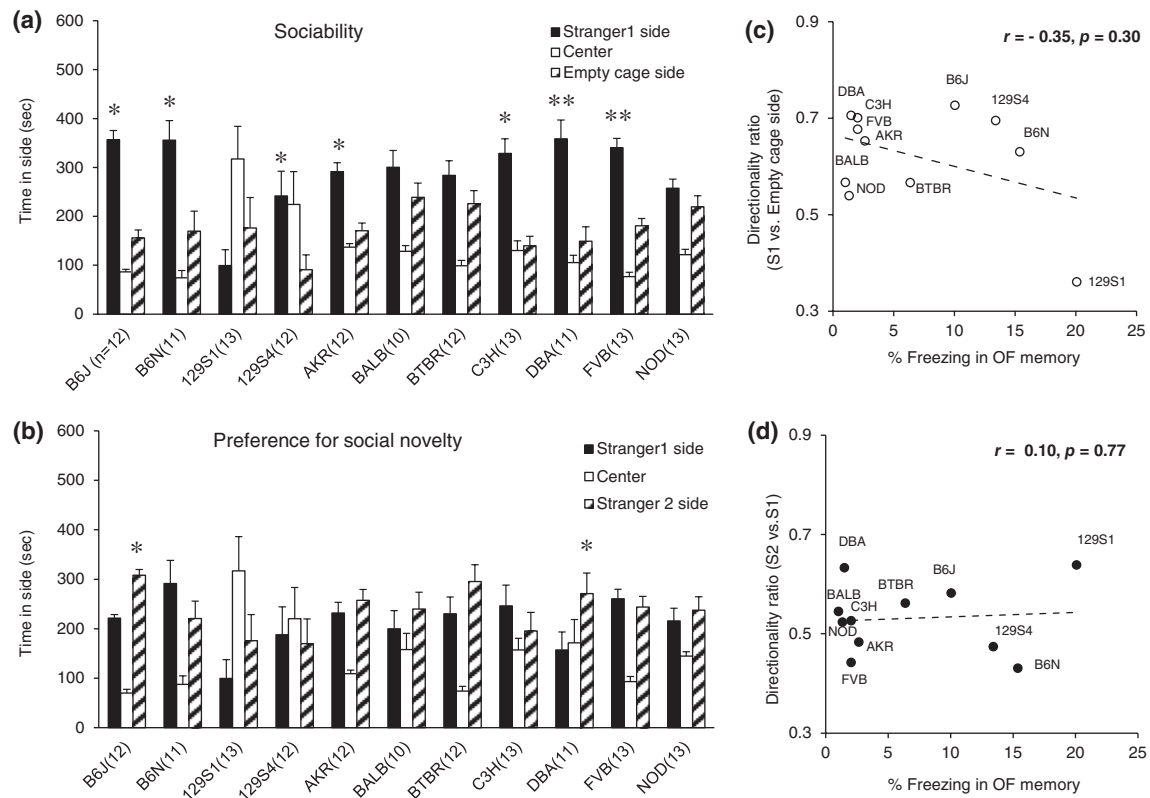 (a)
Sociability
Stranger1 side
Center
Empty cage side
Time in side (sec)
600
500
400
300
200
100
0
* * * * * ** **
B6J (n=12)
B6N(11)
129S1(13)
129S4(12)
AKR(12)
BALB(10)
BTBR(12)
C3H(13)
DBA(11)
FVB(13)
NOD(13)
(b)
Preference for social novelty
Stranger1 side
Center
Stranger 2 side
Time in side (sec)
600
500
400
300
200
100
0
* *
B6J(12)
B6N(11)
129S1(13)
129S4(12)
AKR(12)
BALB(10)
BTBR(12)
C3H(13)
DBA(11)
FVB(13)
NOD(13)
(c)
r = - 0.35, p = 0.30
Directionality ratio
(S1 vs. Empty cage side)
0.9
0.7
0.5
0.3
B6J
DBA
C3H
129S4
FVB
AKR
B6N
BALB
NOD
BTBR
129S1
0 5 10 15 20 25
% Freezing in OF memory
(d)
r = 0.10, p = 0.77
Directionality ratio (S2 vs.S1)
0.9
0.7
0.5
0.3
DBA
129S1
BTBR
B6J
BALB
C3H
NOD
AKR
129S4
FVB
B6N
0 5 10 15 20 25
% Freezing in OF memory